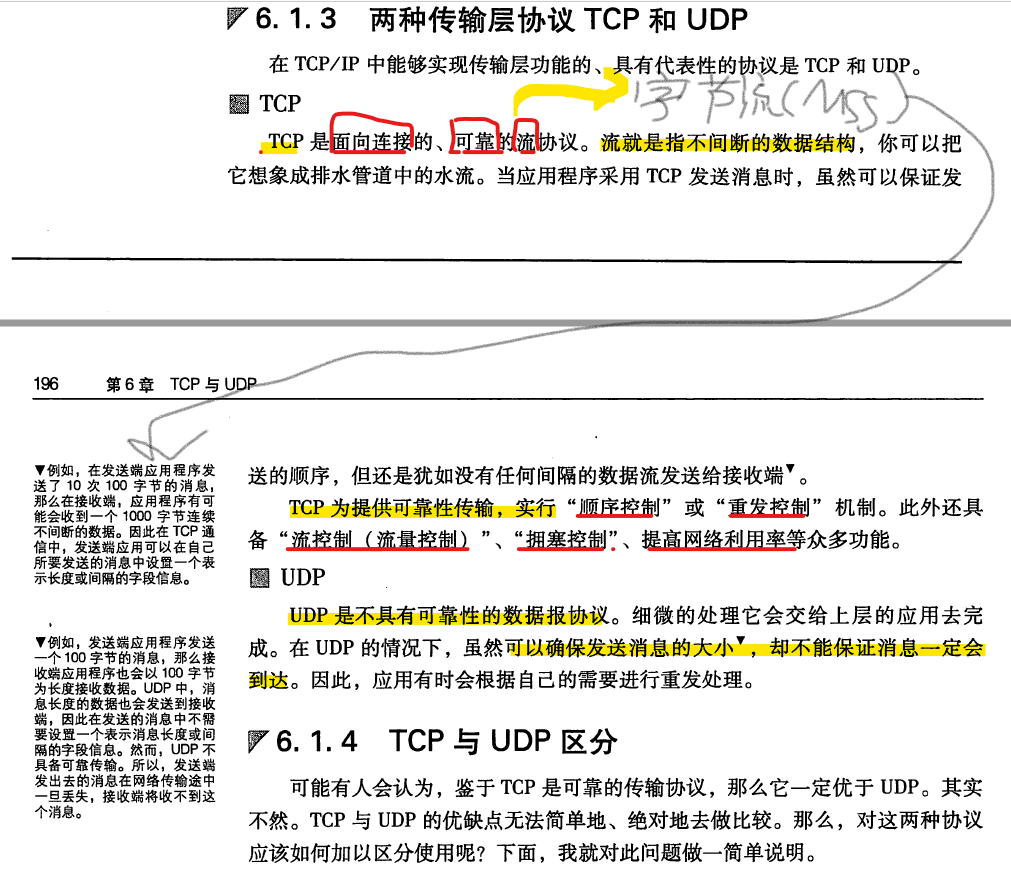 6.1.3 两种传输层协议 TCP 和 UDP
在 TCP/IP 中能够实现传输层功能的、具有代表性的协议是 TCP 和 UDP。
字节流(MSS)
TCP
TCP 是面向连接的、可靠的流协议。流就是指不间断的数据结构，你可以把
它想象成排水管道中的水流。当应用程序采用 TCP 发送消息时，虽然可以保证发
196 第 6 章 TCP 与 UDP
▼例如，在发送端应用程序发
送了 10 次 100 字节的消息，
那么在接收端，应用程序有可
能会收到一个 1000 字节连续
不间断的数据。因此在 TCP 通
信中，发送端应用可以在自己
所要发送的消息中设置一个表
示长度或间隔的字段信息。
送的顺序，但还是犹如没有任何间隔的数据流发送给接收端▼。
TCP 为提供可靠性传输，实行“顺序控制”或“重发控制”机制。此外还具
备“流控制（流量控制）”、“拥塞控制”、提高网络利用率等众多功能。
UDP
UDP 是不具有可靠性的数据报协议。细微的处理它会交给上层的应用去完
成。在 UDP 的情况下，虽然可以确保发送消息的大小▼，却不能保证消息一定会
到达。因此，应用有时会根据自己的需要进行重发处理。
▼例如，发送端应用程序发送
一个 100 字节的消息，那么接
收端应用程序也会以 100 字节
为长度接收数据。UDP 中，消
息长度的数据也会发送到接收
端，因此在发送的消息中不需
要设置一个表示消息长度或间
隔的字段信息。然而，UDP 不
具备可靠传输。所以，发送端
发出去的消息在网络传输途中
一旦丢失，接收端将收不到这
个消息。
6.1.4 TCP 与 UDP 区分
可能有人会认为，鉴于 TCP 是可靠的传输协议，那么它一定优于 UDP。其实
不然。TCP 与 UDP 的优缺点无法简单地、绝对地去做比较。那么，对这两种协议
应该如何加以区分使用呢？下面，我就对此问题做一简单说明。